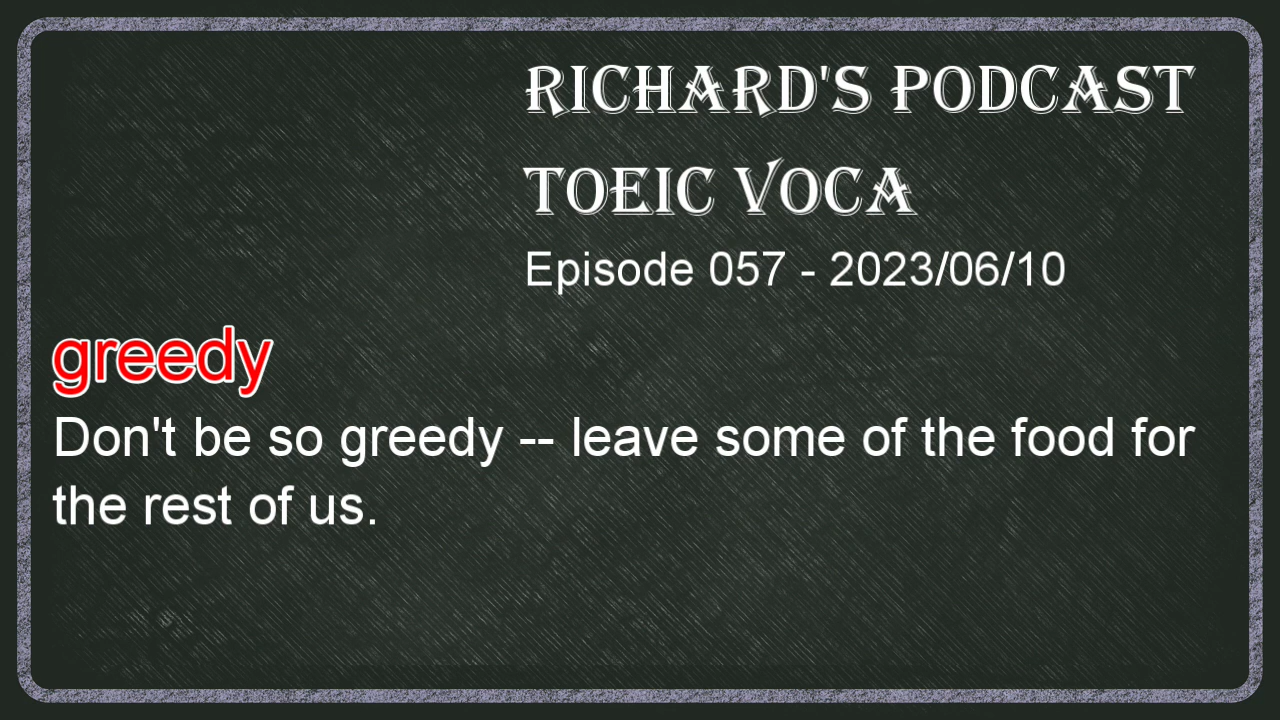 RICHARD'S PODCAST
TOEIC VOCA
Episode 057 - 2023/06/10
greedy
Don't be so greedy -- leave some of the food for
the rest of us.